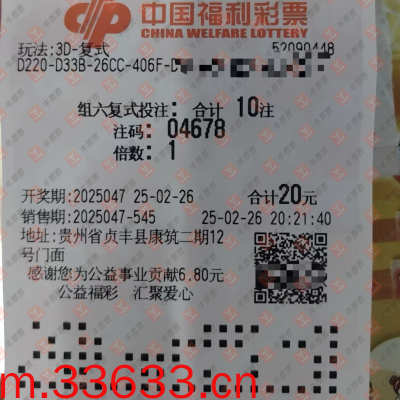 中国福利彩票
CHINA WELFARE LOTTERY
玩法:3D-复式 52090448
D220-D33B-26CC-406F-D
组六复式投注: 合计 10注
注码: 04678
倍数: 1
开奖期:2025047 25-02-26 合计20元
销售期:2025047-545 25-02-26 20:21:40
地址:贵州省贞丰县康筑二期12
号门面
感谢您为公益事业贡献6.80元
公益福彩 汇聚爱心
m.33633.cn